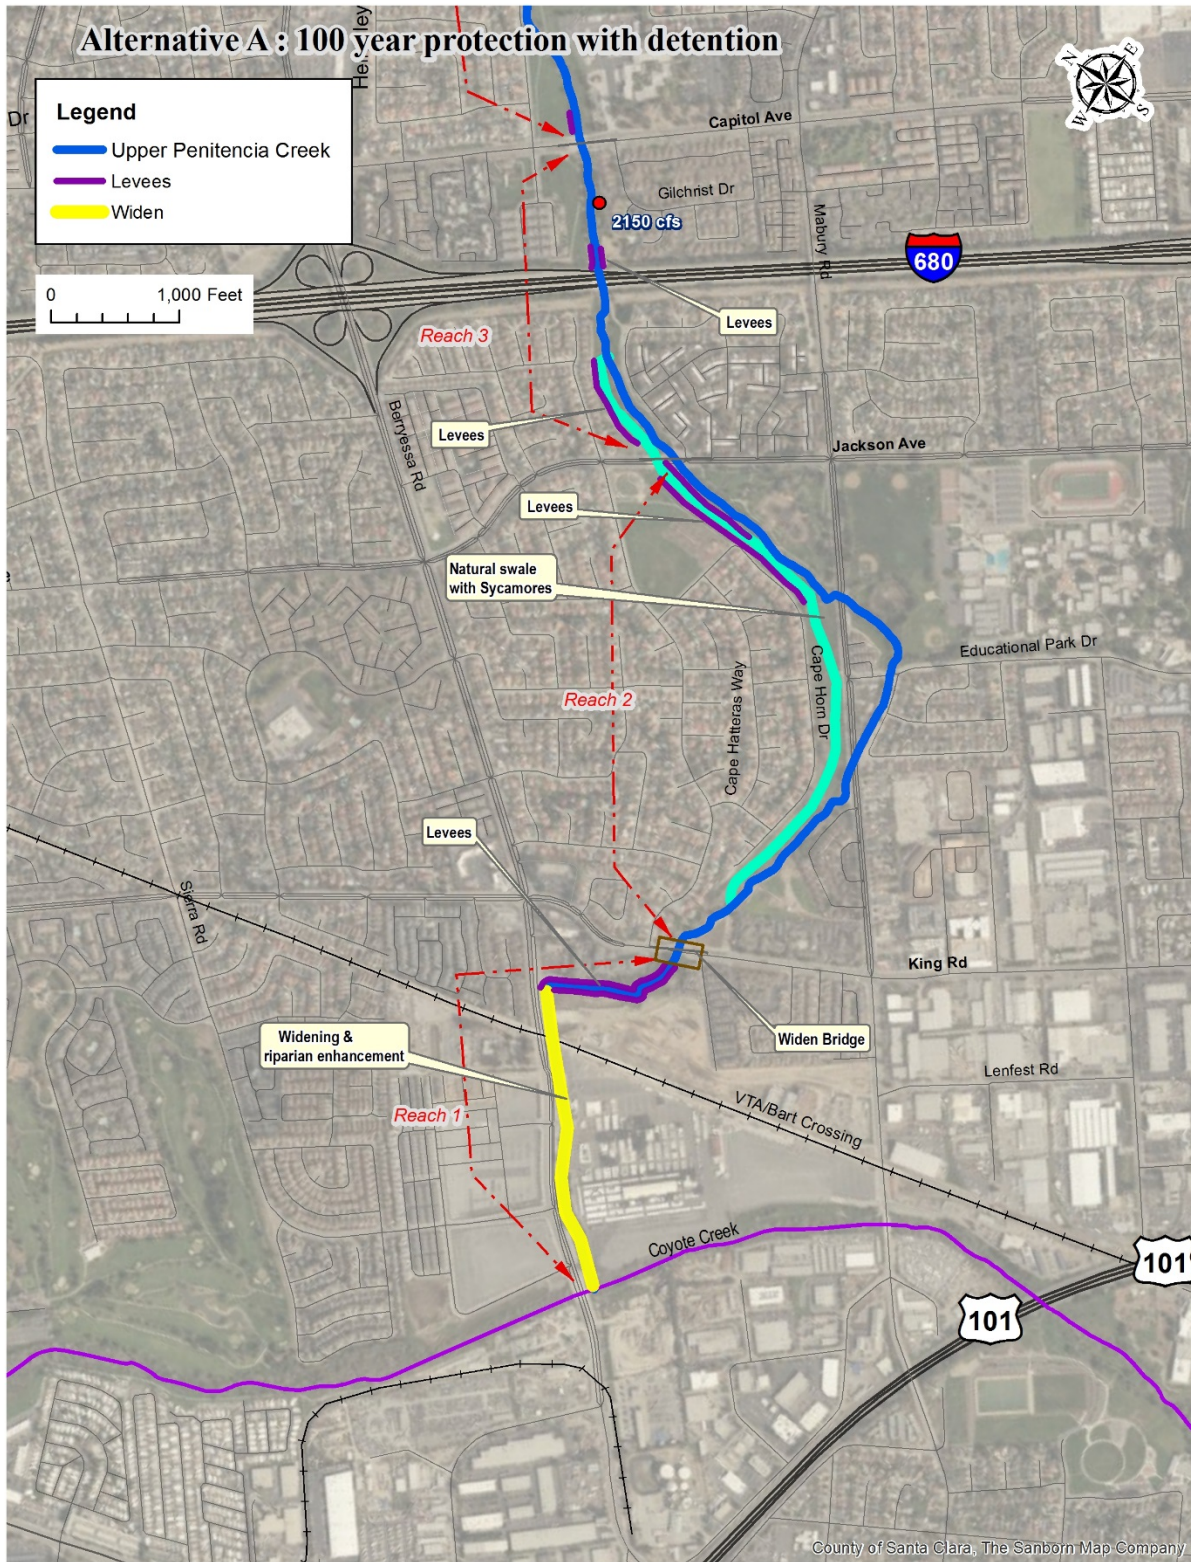 Alternative A : 100 year protection with detention
Legend
Upper Penitencia Creek
Levees
Widen
0 1,000 Feet
N
E
S
W
Dr
Capitol Ave
Gilchrist Dr
2150 cfs
Mabury Rd
680
Levees
Reach 3
Berryessa Rd
Levees
Jackson Ave
Levees
Natural swale
with Sycamores
Educational Park Dr
Cape Horn Dr
Cape Hatteras Way
Reach 2
Levees
Sierra Rd
King Rd
Widening &
riparian enhancement
Widen Bridge
Lenfest Rd
VTA/Bart Crossing
Reach 1
Coyote Creek
101
101
County of Santa Clara, The Sanborn Map Company